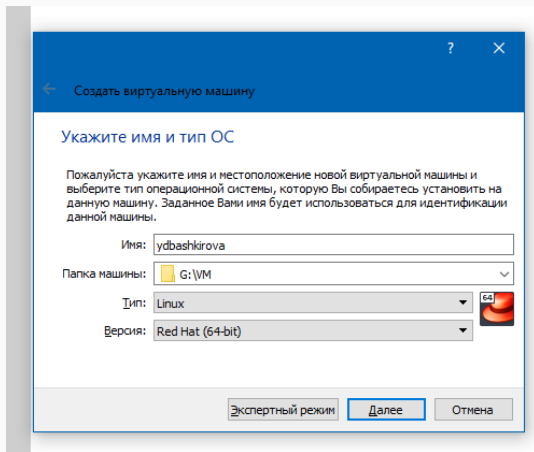 ?
Создать виртуальную машину
Укажите имя и тип ОС
Пожалуйста укажите имя и местоположение новой виртуальной машины и
выберите тип операционной системы, которую Вы собираетесь установить на
данную машину. Заданное Вами имя будет использоваться для идентификации
данной машины.
Имя: ydbashkirova
Папка машины: G:\VM
Тип: Linux
64
Версия: Red Hat (64-bit)
Экспертный режим Далее Отмена